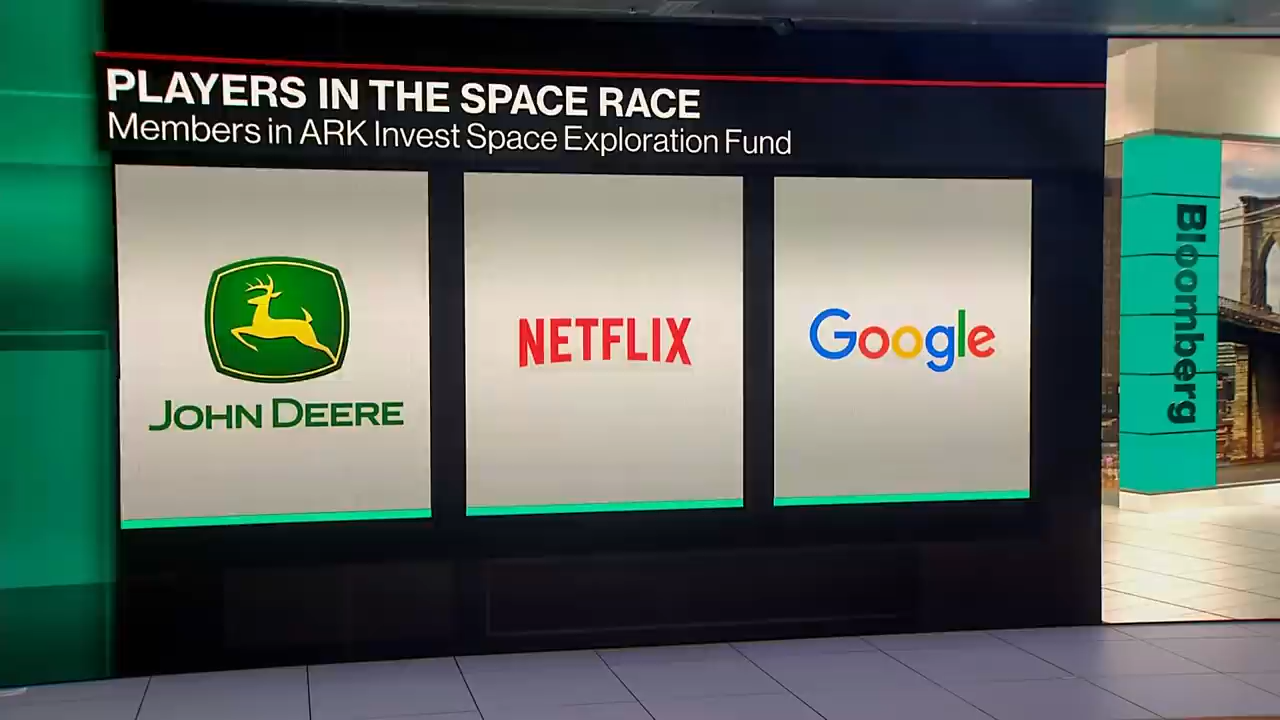 PLAYERS IN THE SPACE RACE
Members in ARK Invest Space Exploration Fund
JOHN DEERE
NETFLIX
Google
Bloomberg